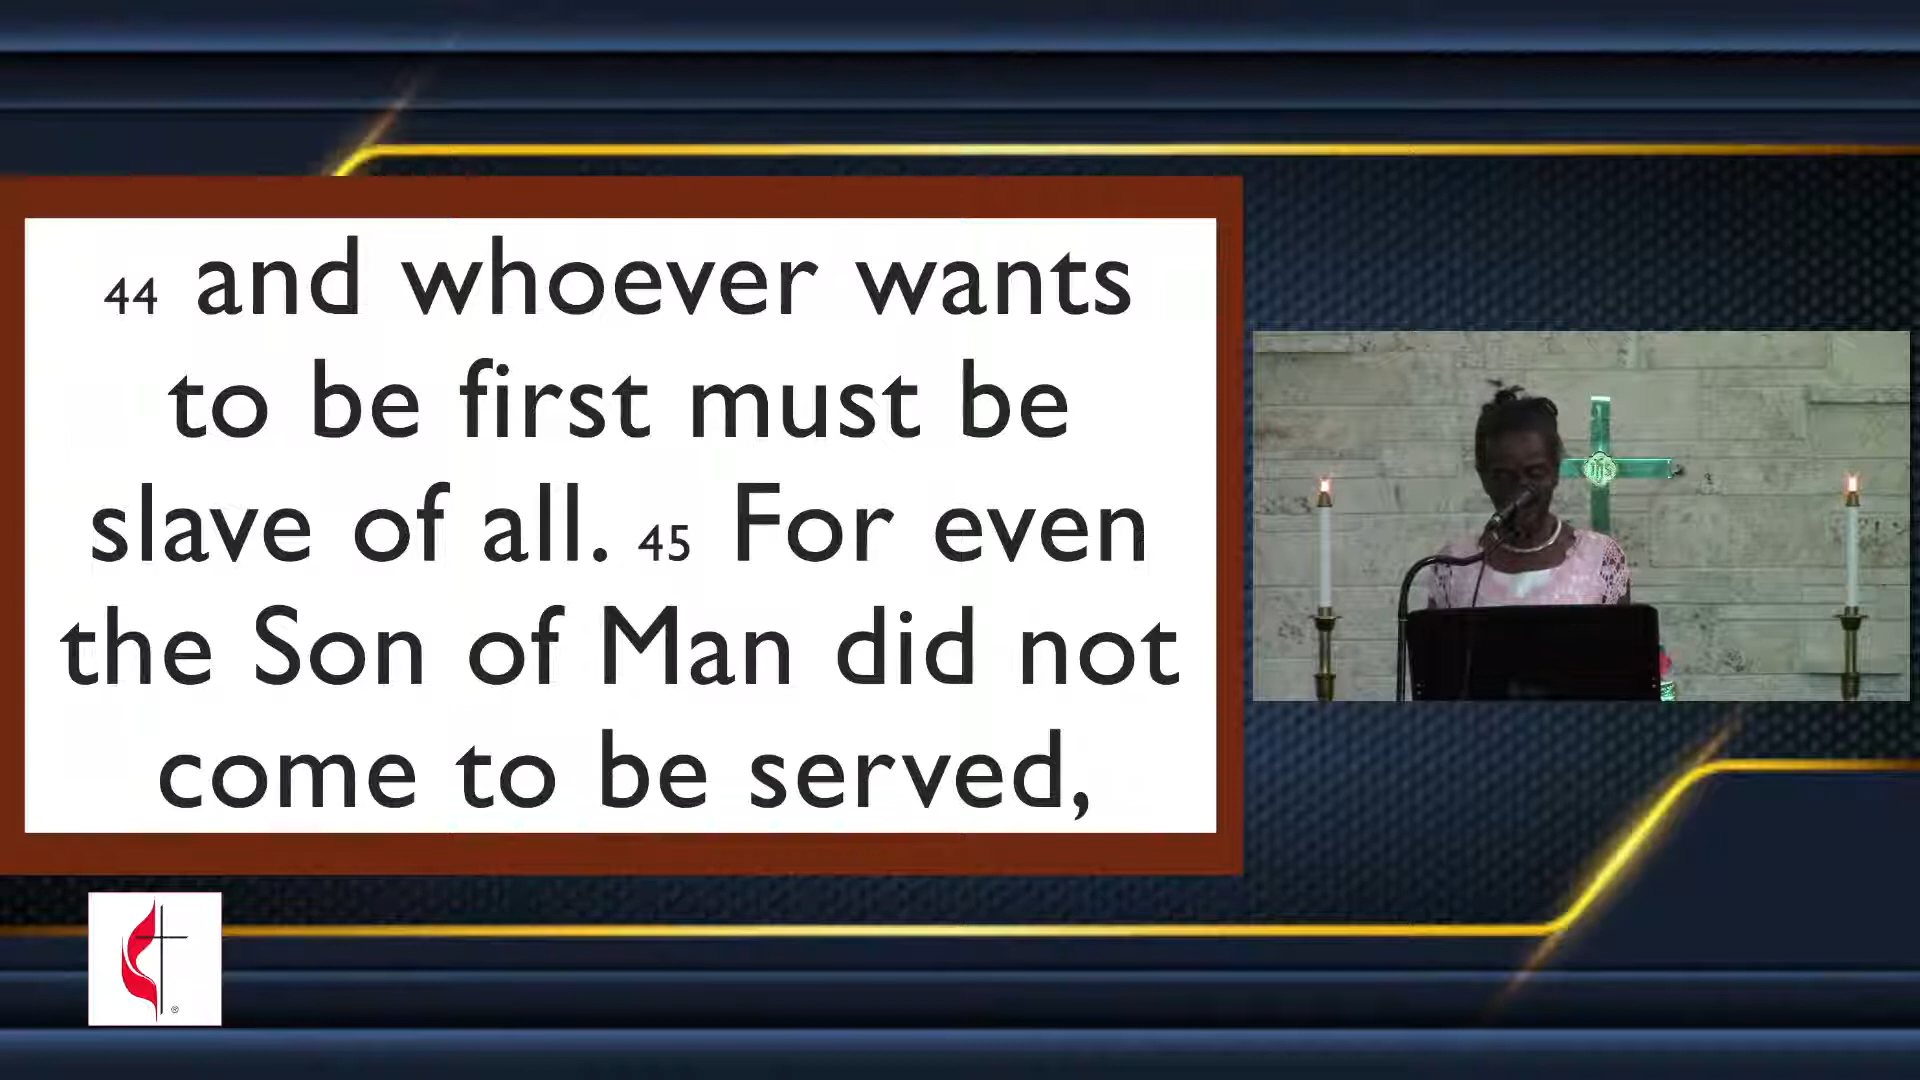 44 and whoever wants
to be first must be
slave of all. 45 For even
the Son of Man did not
come to be served,
IHS
®